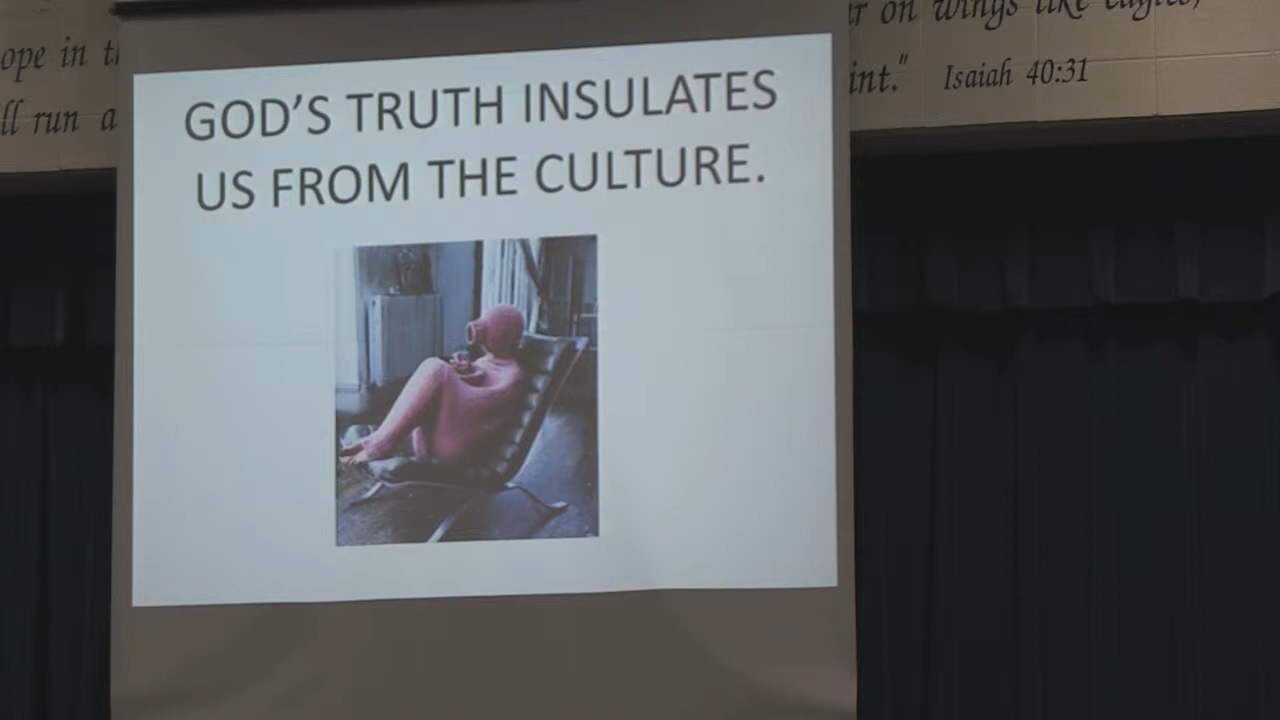 ope in
ll run a
r on wings like eagles,
int." Isaiah 40:31
GOD'S TRUTH INSULATES
US FROM THE CULTURE.